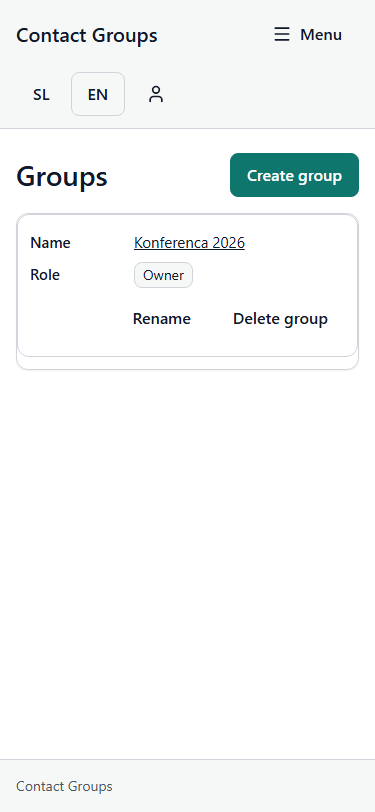 Contact Groups
Menu
SL
EN
Groups
Create group
Name
Konferenca 2026
Role
Owner
Rename
Delete group
Contact Groups